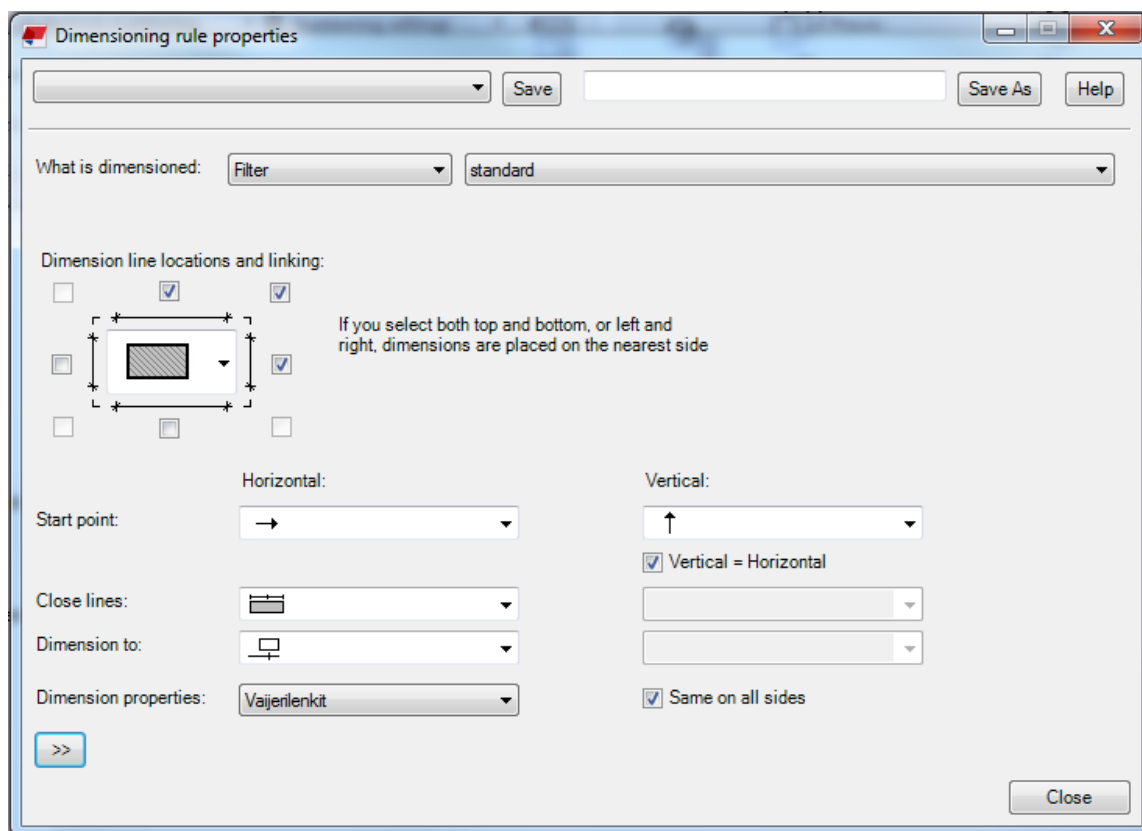 Dimensioning rule properties
Save
Save As
Help
What is dimensioned:
Filter
standard
Dimension line locations and linking:
If you select both top and bottom, or left and
right, dimensions are placed on the nearest side
Horizontal:
Vertical:
Start point:
Vertical = Horizontal
Close lines:
Dimension to:
Dimension properties:
Vaijerilenkit
Same on all sides
>>
Close